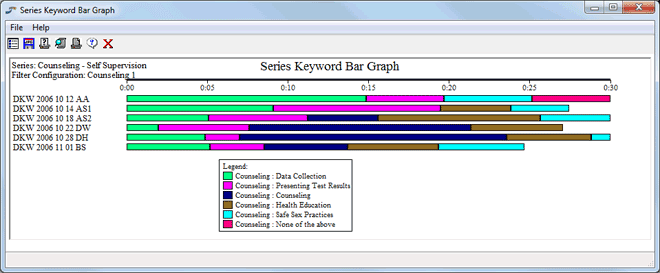 Series Keyword Bar Graph
File Help
Series: Counseling - Self Supervision
Filter Configuration: Counseling 1
Series Keyword Bar Graph
0:00 0:05 0:10 0:15 0:20 0:25 0:30
DKW 2006 10 12 AA
DKW 2006 10 14 AS1
DKW 2006 10 18 AS2
DKW 2006 10 22 DW
DKW 2006 10 28 DH
DKW 2006 11 01 BS
Legend:
Counseling : Data Collection
Counseling : Presenting Test Results
Counseling : Counseling
Counseling : Health Education
Counseling : Safe Sex Practices
Counseling : None of the above